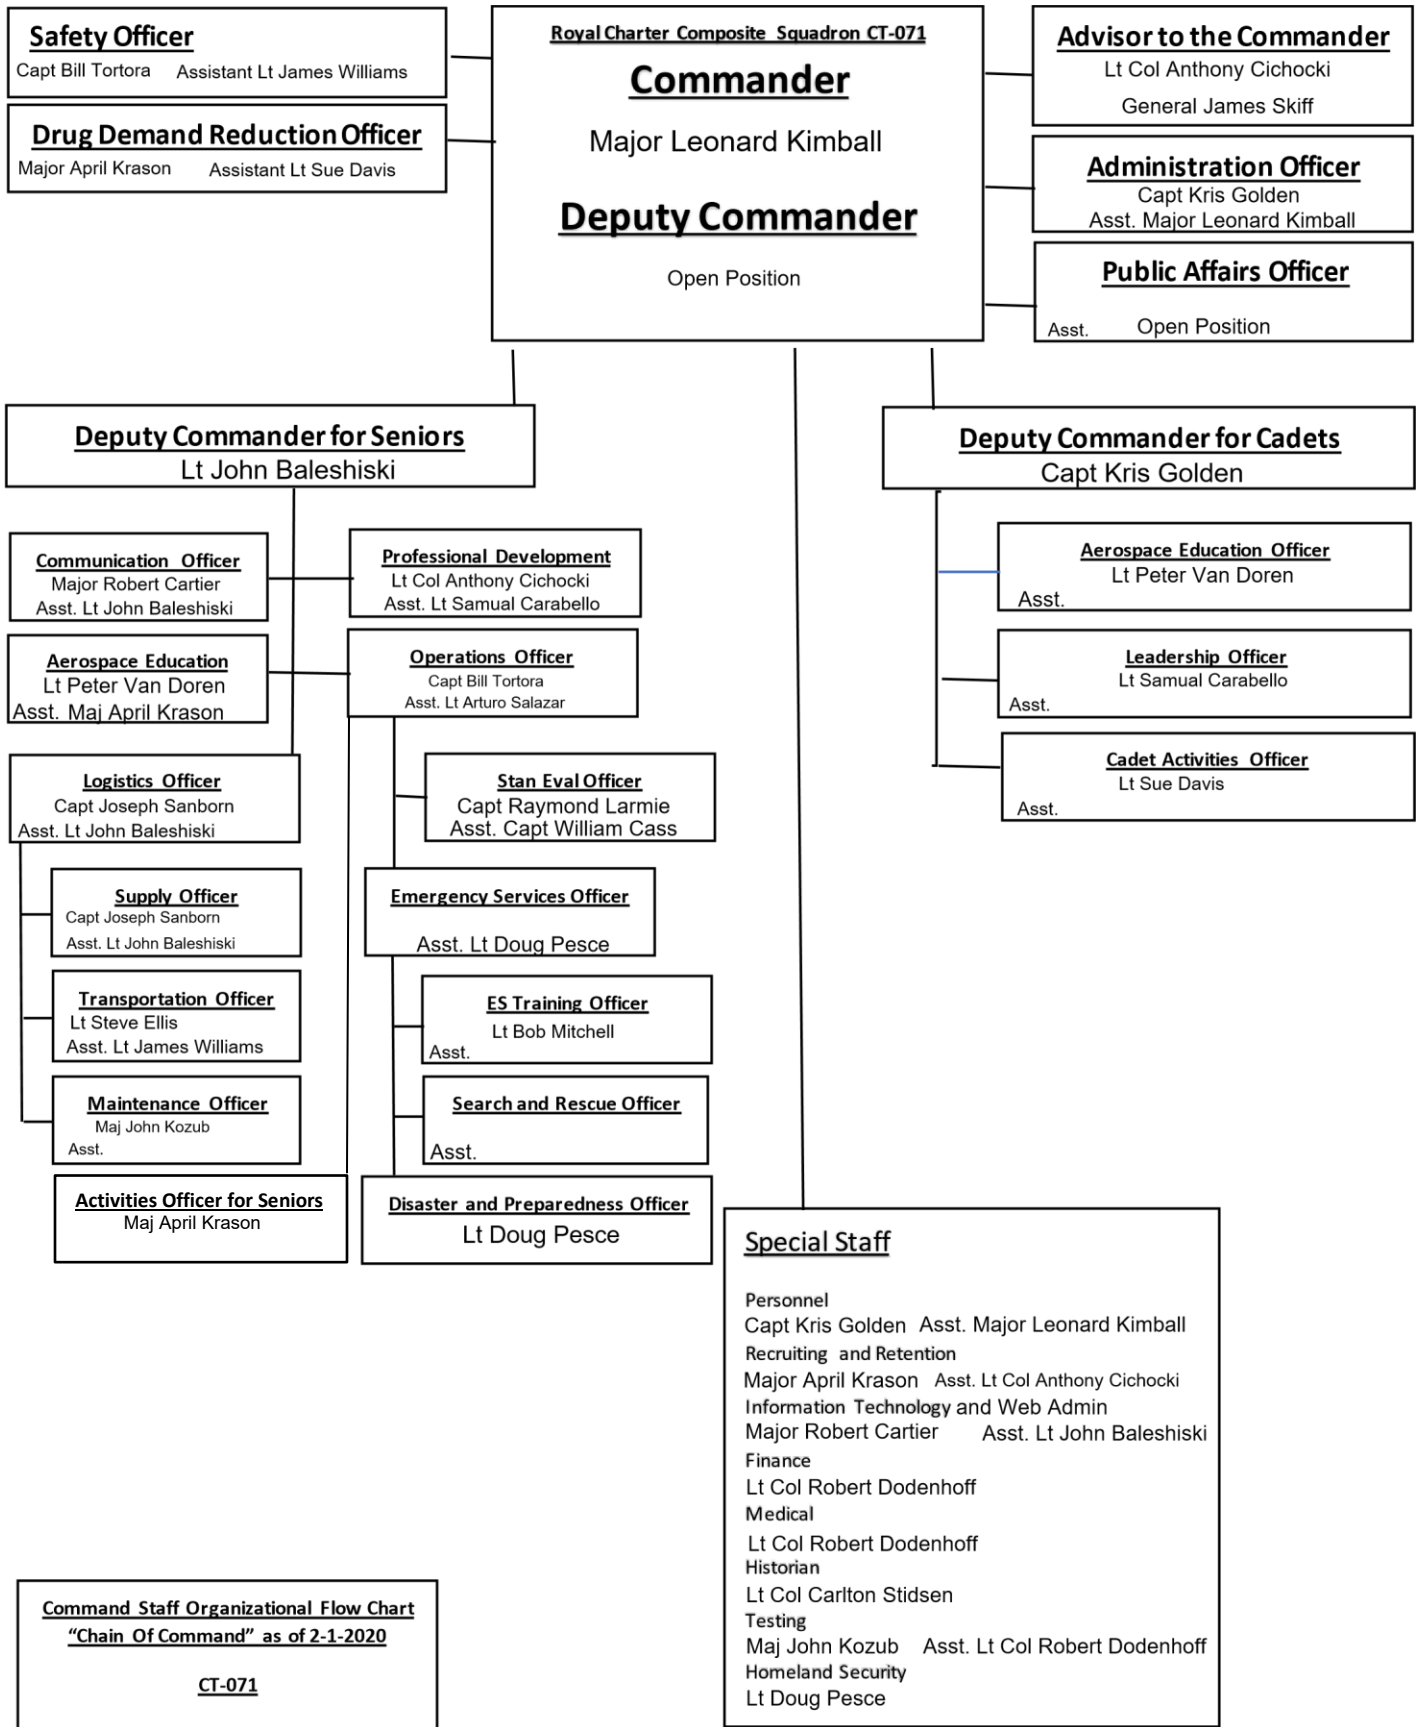 Safety Officer
Capt Bill Tortora Assistant Lt James Williams
Drug Demand Reduction Officer
Major April Krason Assistant Lt Sue Davis
Royal Charter Composite Squadron CT-071
Commander
Major Leonard Kimball
Deputy Commander
Open Position
Advisor to the Commander
Lt Col Anthony Cichocki
General James Skiff
Administration Officer
Capt Kris Golden
Asst. Major Leonard Kimball
Public Affairs Officer
Asst. Open Position
Deputy Commander for Seniors
Lt John Baleshiski
Deputy Commander for Cadets
Capt Kris Golden
Communication Officer
Major Robert Cartier
Asst. Lt John Baleshiski
Professional Development
Lt Col Anthony Cichocki
Asst. Lt Samual Carabello
Aerospace Education
Lt Peter Van Doren
Asst. Maj April Krason
Operations Officer
Capt Bill Tortora
Asst. Lt Arturo Salazar
Logistics Officer
Capt Joseph Sanborn
Asst. Lt John Baleshiski
Stan Eval Officer
Capt Raymond Larmie
Asst. Capt William Cass
Supply Officer
Capt Joseph Sanborn
Asst. Lt John Baleshiski
Emergency Services Officer
Asst. Lt Doug Pesce
Transportation Officer
Lt Steve Ellis
Asst. Lt James Williams
ES Training Officer
Lt Bob Mitchell
Asst.
Maintenance Officer
Maj John Kozub
Asst.
Search and Rescue Officer
Asst.
Activities Officer for Seniors
Maj April Krason
Disaster and Preparedness Officer
Lt Doug Pesce
Aerospace Education Officer
Lt Peter Van Doren
Asst.
Leadership Officer
Lt Samual Carabello
Asst.
Cadet Activities Officer
Lt Sue Davis
Asst.
Special Staff
Personnel
Capt Kris Golden Asst. Major Leonard Kimball
Recruiting and Retention
Major April Krason Asst. Lt Col Anthony Cichocki
Information Technology and Web Admin
Major Robert Cartier Asst. Lt John Baleshiski
Finance
Lt Col Robert Dodenhoff
Medical
Lt Col Robert Dodenhoff
Historian
Lt Col Carlton Stidsen
Testing
Maj John Kozub Asst. Lt Col Robert Dodenhoff
Homeland Security
Lt Doug Pesce
Command Staff Organizational Flow Chart
“Chain Of Command” as of 2-1-2020
CT-071